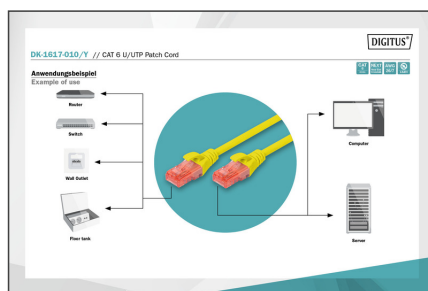 DIGITUS®
DK-1617-010/Y // CAT 6 U/UTP Patch Cord
Anwendungsbeispiel
Example of use
Router
Switch
Wall Outlet
Floor tank
Computer
Server